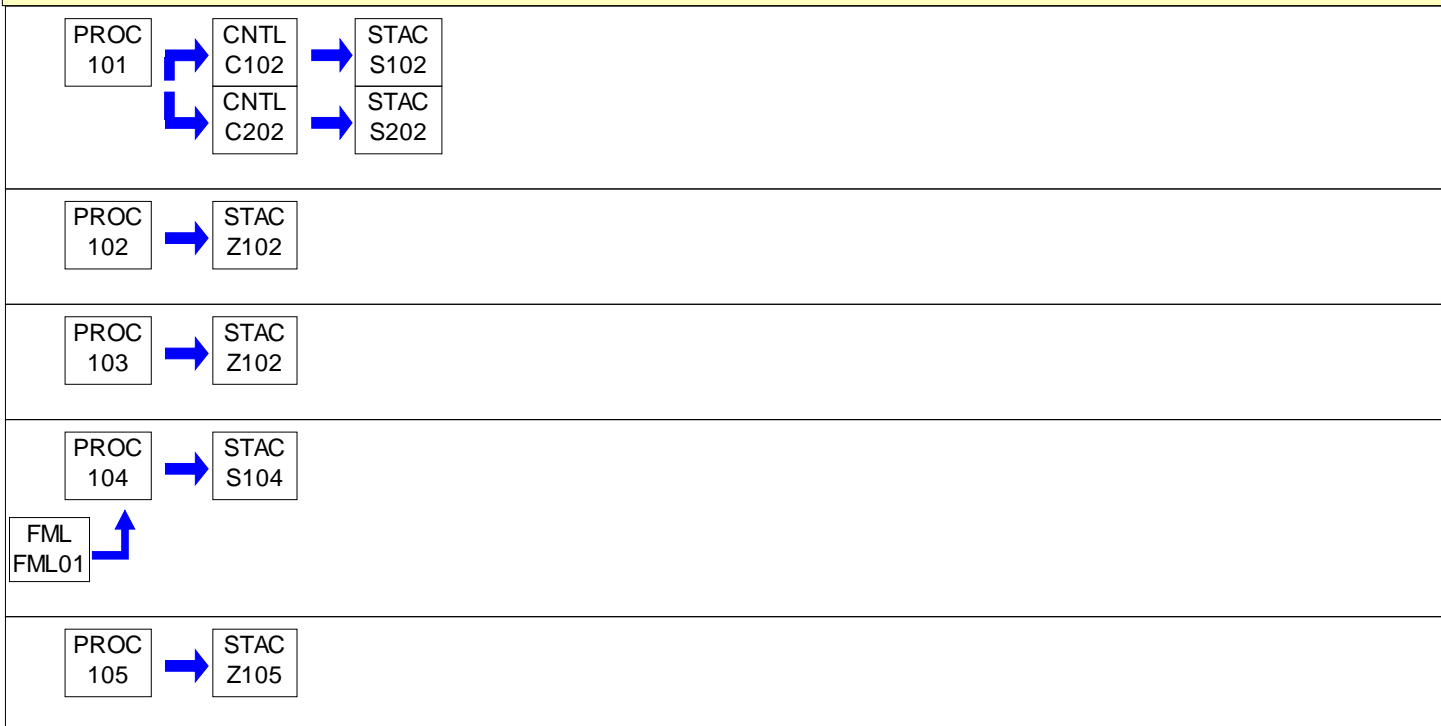 PROC
101
CNTL
C102
STAC
S102
CNTL
C202
STAC
S202
PROC
102
STAC
Z102
PROC
103
STAC
Z102
PROC
104
STAC
S104
FML
FML01
PROC
105
STAC
Z105